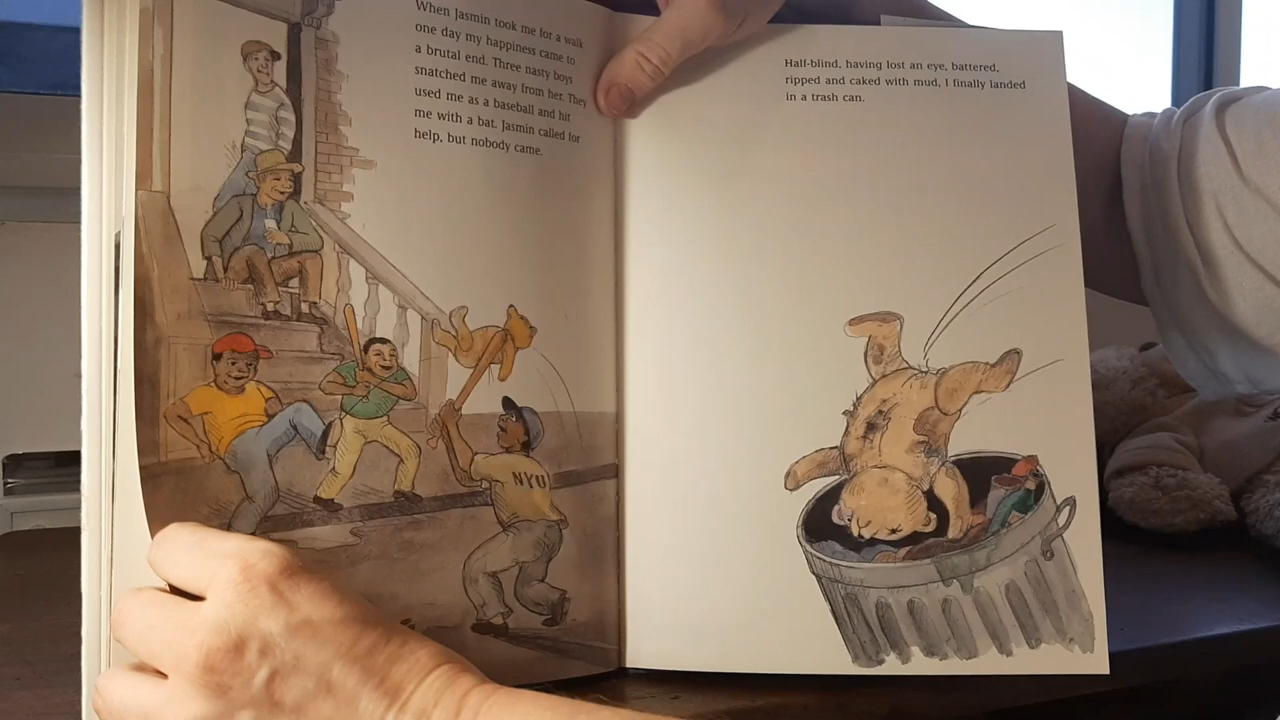 When Jasmin took me for a walk
one day my happiness came to
a brutal end. Three nasty boys
snatched me away from her. They
used me as a baseball and hit
me with a bat. Jasmin called for
help, but nobody came.
Half-blind, having lost an eye, battered,
ripped and caked with mud, I finally landed
in a trash can.
NYU